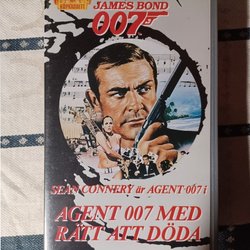 JAMES BOND
007
SEAN CONNERY är AGENT 007 i
AGENT 007 MED
RÄTT ATT DÖDA